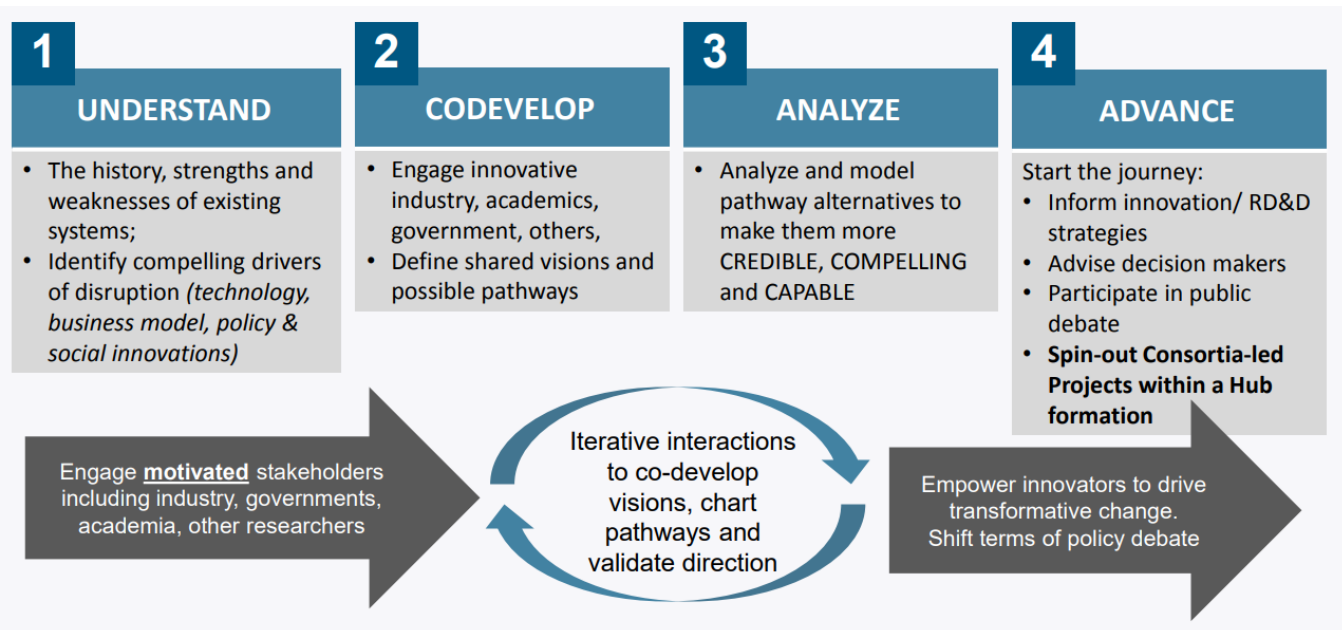 1
UNDERSTAND
• The history, strengths and
weaknesses of existing
systems;
• Identify compelling drivers
of disruption (technology,
business model, policy &
social innovations)
2
CODEVELOP
• Engage innovative
industry, academics,
government, others,
• Define shared visions and
possible pathways
3
ANALYZE
• Analyze and model
pathway alternatives to
make them more
CREDIBLE, COMPELLING
and CAPABLE
4
ADVANCE
Start the journey:
• Inform innovation/ RD&D
strategies
• Advise decision makers
• Participate in public
debate
• Spin-out Consortia-led
Projects within a Hub
formation
Engage motivated stakeholders
including industry, governments,
academia, other researchers
Iterative interactions
to co-develop
visions, chart
pathways and
validate direction
Empower innovators to drive
transformative change.
Shift terms of policy debate